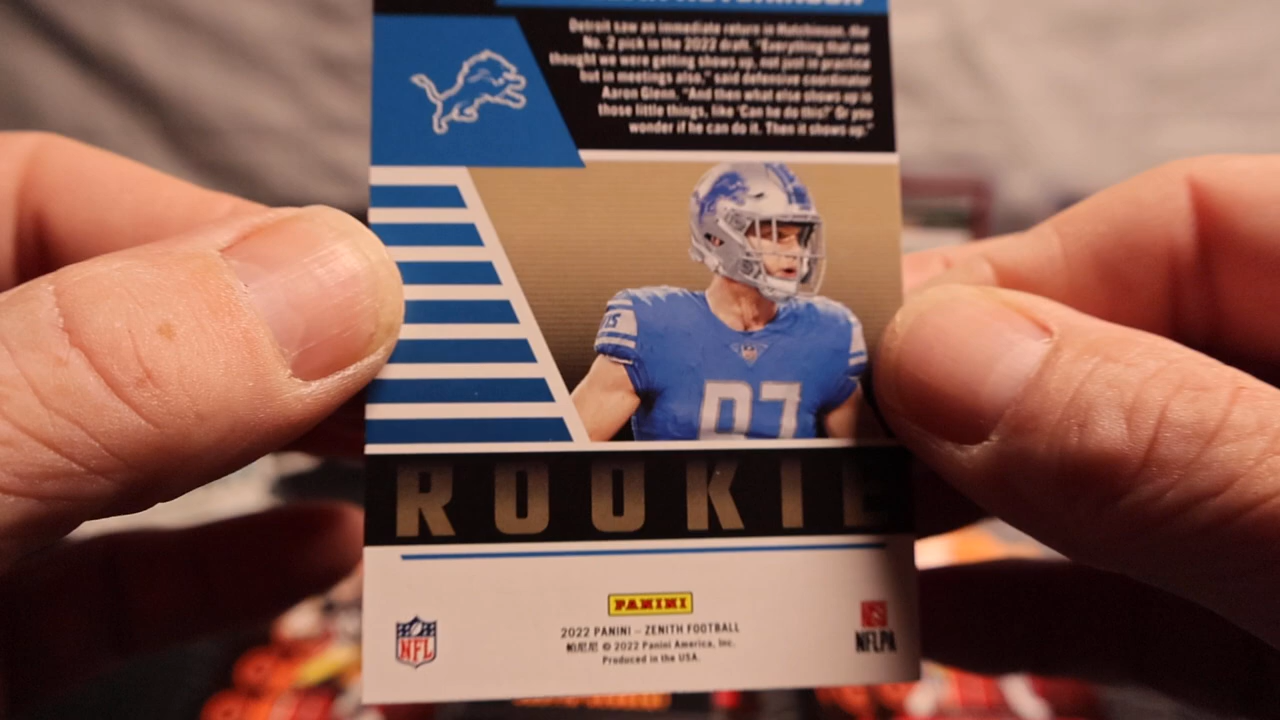 Detroit saw an immediate return in Hutchinson, the
No. 2 pick in the 2022 draft. "Everything that we
thought we were getting shows up, not just in practice
but in meetings also," said defensive coordinator
Aaron Glenn. "And then what else shows up is
those little things, like 'Can he do this?' Or you
wonder if he can do it. Then it shows up."
97
ROOKIE
PANINI
2022 PANINI – ZENITH FOOTBALL
© 2022 Panini America, Inc.
Produced in the USA.
NFL
NFLPA